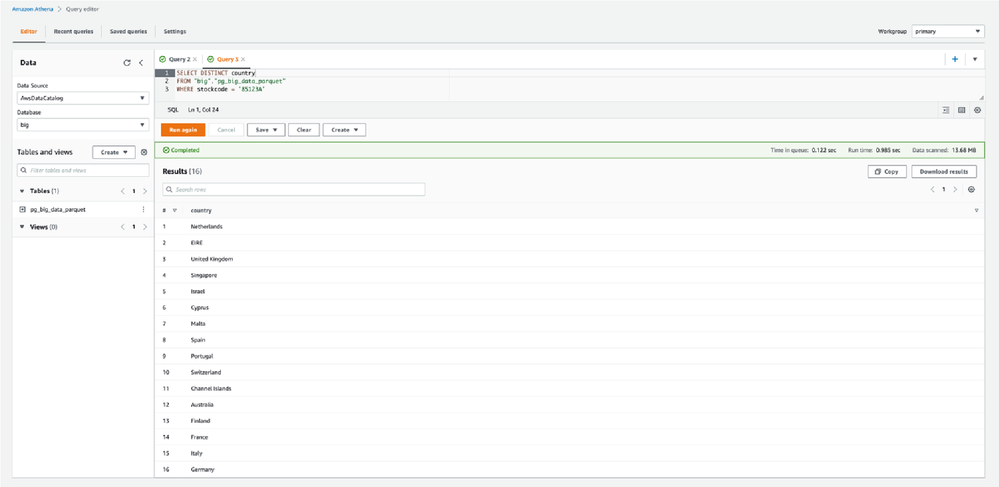 Amazon Athena > Query editor
Editor Recent queries Saved queries Settings
Workgroup primary
Data
Data Source
AwsDataCatalog
Database
big
Tables and views Create
Filter tables and views
Tables (1) < 1 >
pg_big_data_parquet
Views (0) < 1 >
Query 2 × Query 3 ×
1 SELECT DISTINCT country
2 FROM "big"."pg_big_data_parquet"
3 WHERE stockcode = '85123A'
SQL Ln 1, Col 24
Run again Cancel Save Clear Create
Completed Time in queue: 0.122 sec Run time: 0.985 sec Data scanned: 13.68 MB
Results (16) Copy Download results
Search rows < 1 >
# country
1 Netherlands
2 EIRE
3 United Kingdom
4 Singapore
5 Israel
6 Cyprus
7 Malta
8 Spain
9 Portugal
10 Switzerland
11 Channel Islands
12 Australia
13 Finland
14 France
15 Italy
16 Germany